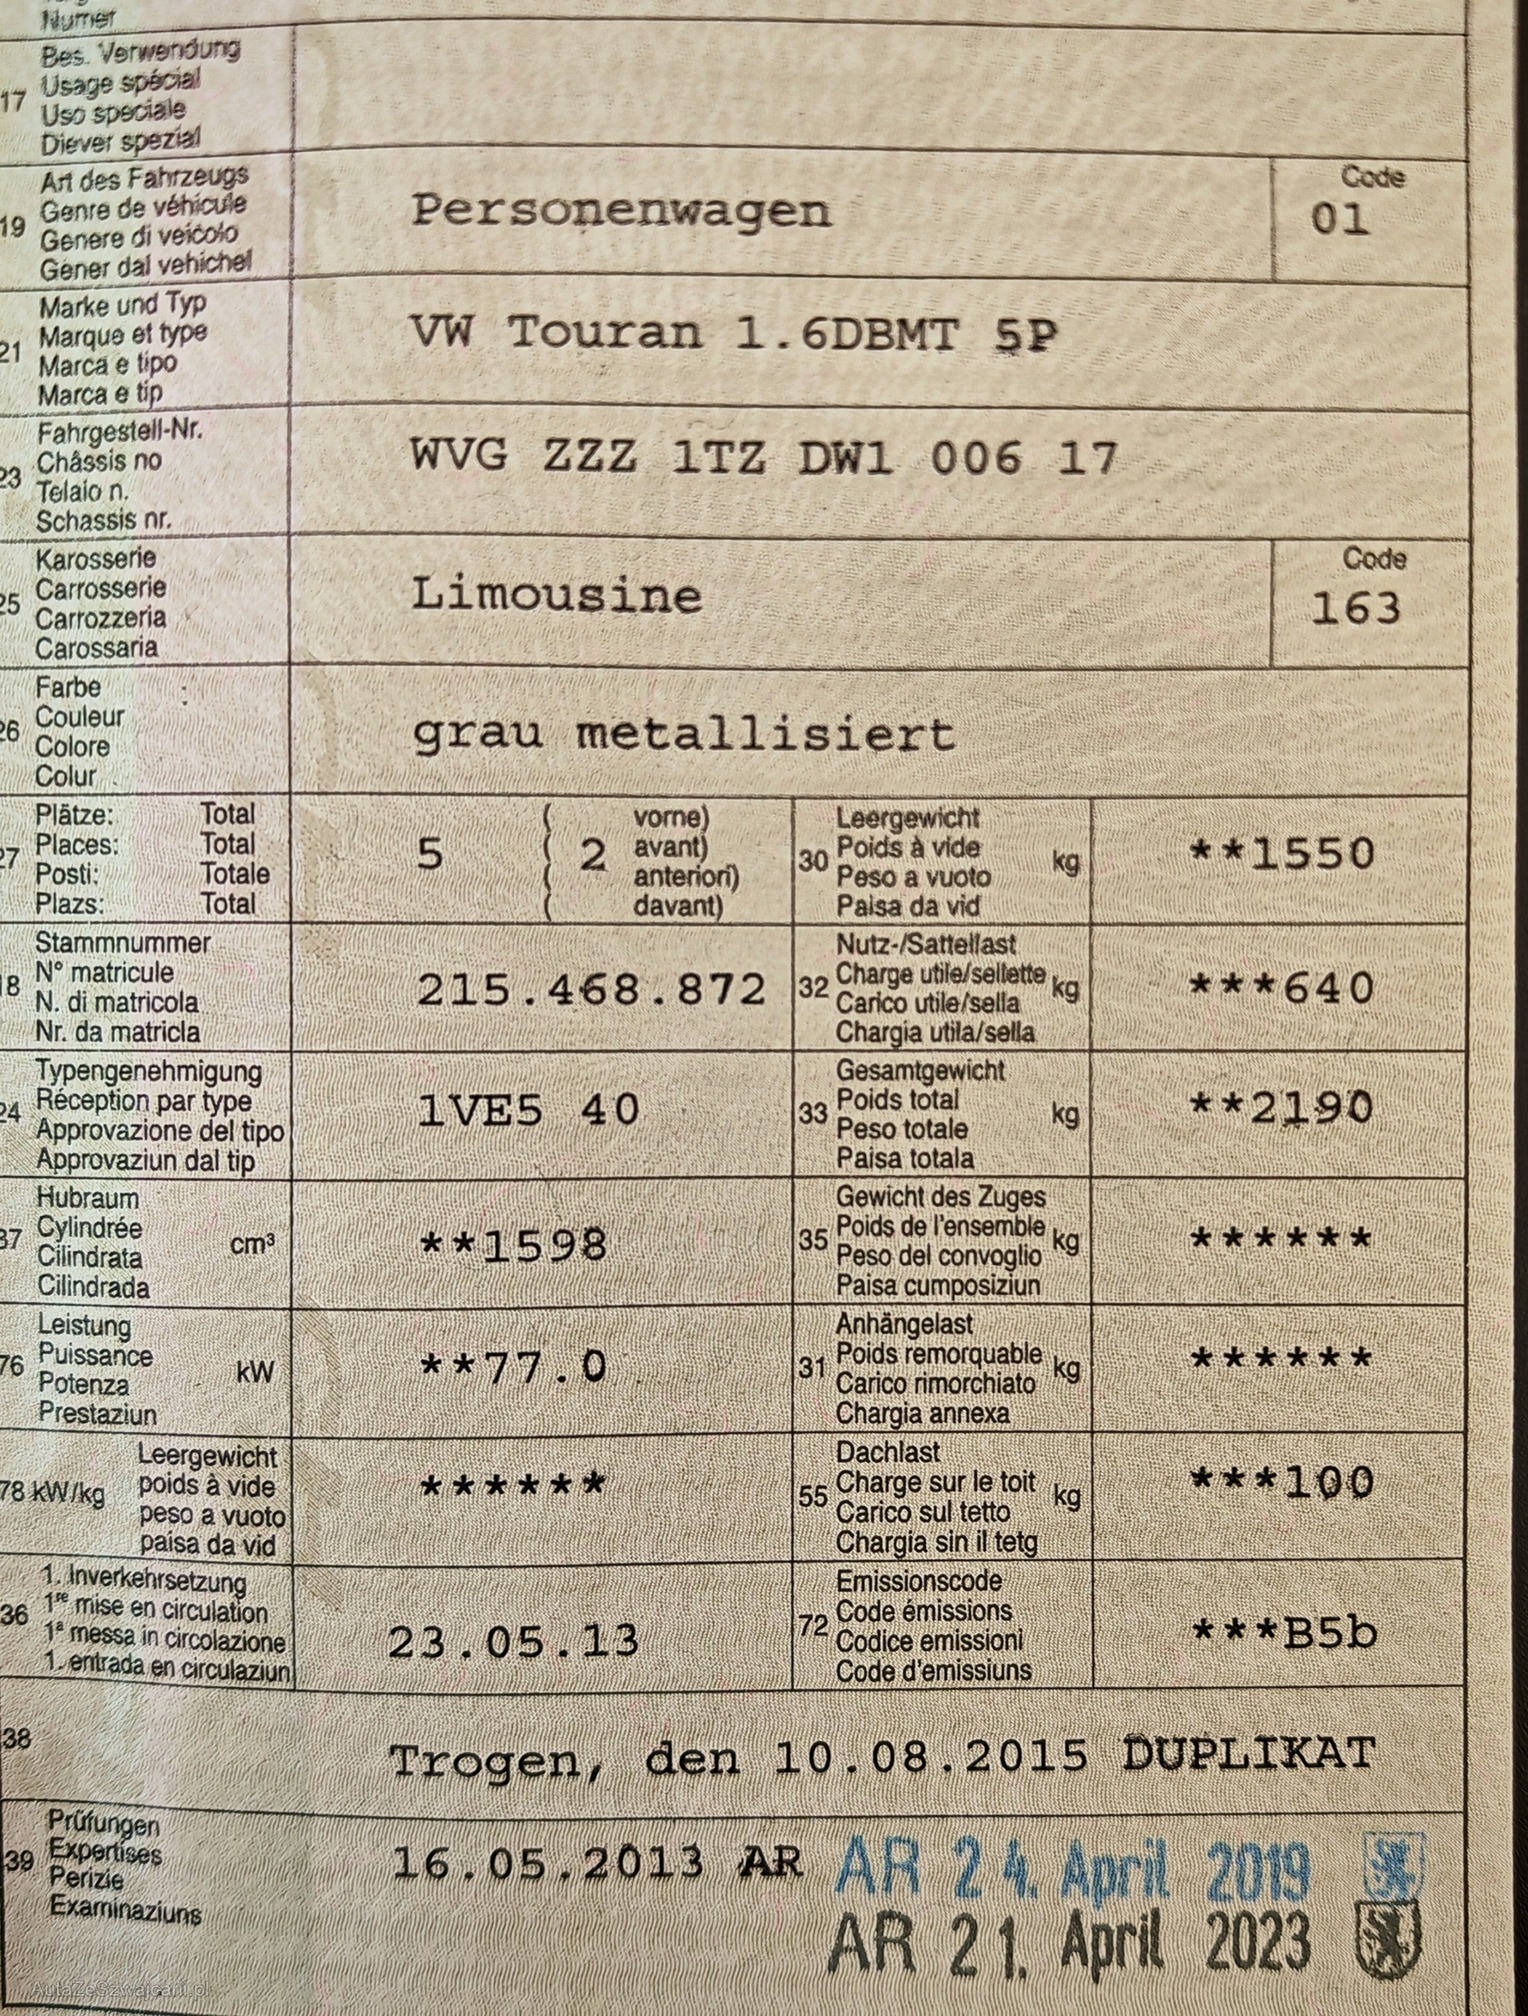 Numer
17
Bes. Verwendung
Usage spécial
Uso speciale
Diever spezial
19
Art des Fahrzeugs
Genre de véhicule
Genere di veicolo
Gener dal vehichel
Personenwagen
Code
01
21
Marke und Typ
Marque et type
Marca e tipo
Marca e tip
VW Touran 1.6DBMT 5P
23
Fahrgestell-Nr.
Châssis no
Telaio n.
Schassis nr.
WVG ZZZ 1TZ DW1 006 17
25
Karosserie
Carrosserie
Carrozzeria
Carossaria
Limousine
Code
163
26
Farbe
Couleur
Colore
Colur
grau metallisiert
27
Plätze: Total
Places: Total
Posti: Totale
Plazs: Total
5
( 2
vorne)
avant)
anteriori)
davant)
30
Leergewicht
Poids à vide
Peso a vuoto
Paisa da vid
kg
**1550
18
Stammnummer
N° matricule
N. di matricola
Nr. da matricla
215.468.872
32
Nutz-/Sattellast
Charge utile/sellette
Carico utile/sella
Chargia utila/sella
kg
***640
24
Typengenehmigung
Réception par type
Approvazione del tipo
Approvaziun dal tip
1VE5 40
33
Gesamtgewicht
Poids total
Peso totale
Paisa totala
kg
**2190
37
Hubraum
Cylindrée
Cilindrata
Cilindrada
cm³
**1598
35
Gewicht des Zuges
Poids de l'ensemble
Peso del convoglio
Paisa cumposiziun
kg
******
76
Leistung
Puissance
Potenza
Prestaziun
kW
**77.0
31
Anhängelast
Poids remorquable
Carico rimorchiato
Chargia annexa
kg
******
78 kW/kg
Leergewicht
poids à vide
peso a vuoto
paisa da vid
******
55
Dachlast
Charge sur le toit
Carico sul tetto
Chargia sin il tetg
kg
***100
36
1. Inverkehrsetzung
1re mise en circulation
1a messa in circolazione
1. entrada en circulaziun
23.05.13
72
Emissionscode
Code émissions
Codice emissioni
Code d'emissiuns
***B5b
38
Trogen, den 10.08.2015 DUPLIKAT
39
Prüfungen
Expertises
Perizie
Examinaziuns
16.05.2013 AR
AR 24. April 2019
AR 21. April 2023
AutaZeSzwajcarii.pl